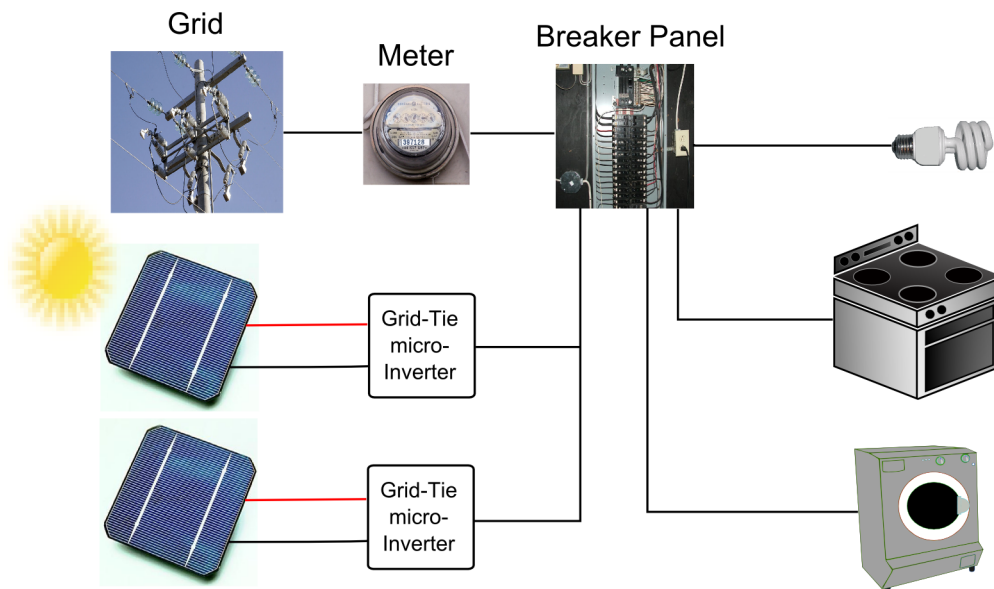 Grid
Meter
Breaker Panel
Grid-Tie
micro-
Inverter
Grid-Tie
micro-
Inverter